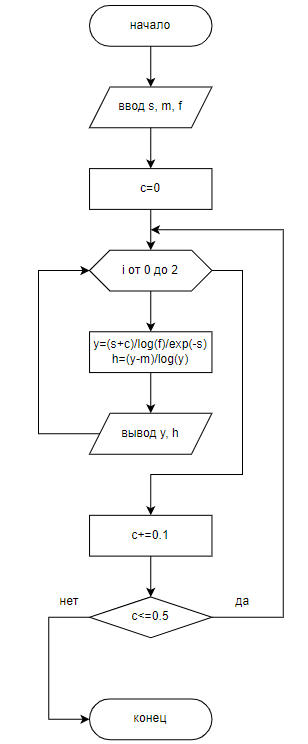 начало
ввод s, m, f
c=0
i от 0 до 2
y=(s+c)/log(f)/exp(-s)
h=(y-m)/log(y)
вывод y, h
c+=0.1
нет
да
c<=0.5
конец